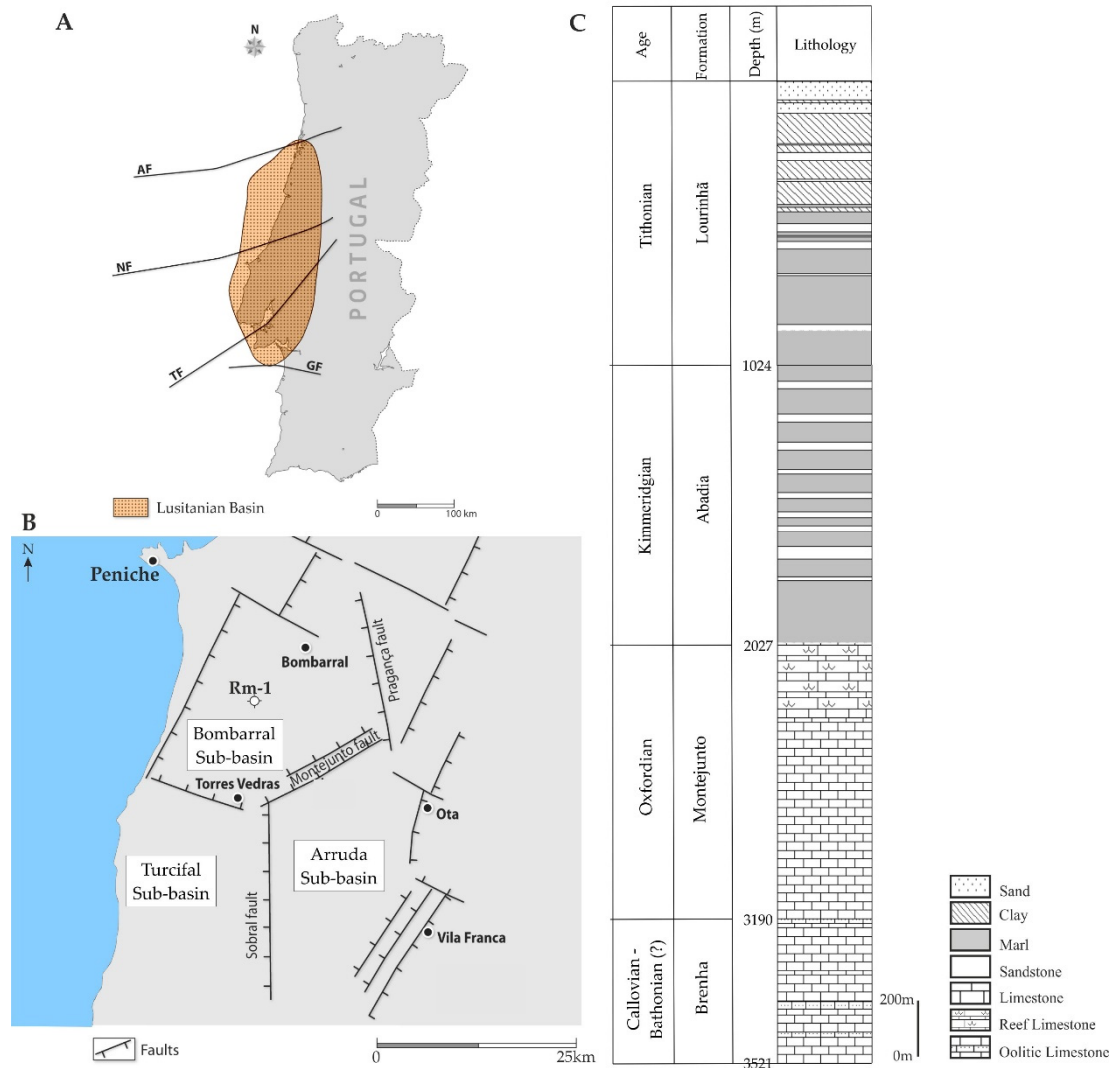 A
N
AF
NF
TF
GF
PORTUGAL
Lusitanian Basin
0
100 km
B
N
Peniche
Bombarral
Rm-1
Bombarral
Sub-basin
Pragança fault
Montejunto fault
Torres Vedras
Ota
Turcifal
Sub-basin
Arruda
Sub-basin
Sobral fault
Vila Franca
Faults
0
25km
C
Age
Formation
Depth (m)
Lithology
Tithonian
Lourinhã
1024
Kimmeridgian
Abadia
2027
Oxfordian
Montejunto
3190
Callovian -
Bathonian (?)
Brenha
3521
200m
0m
Sand
Clay
Marl
Sandstone
Limestone
Reef Limestone
Oolitic Limestone